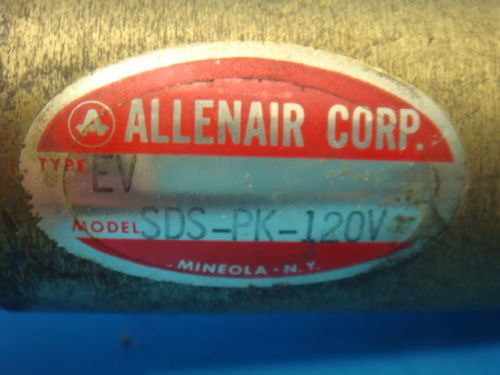 ALLENAIR CORP.
TYPE EV
MODEL SDS-PK-120V
MINEOLA - N.Y.